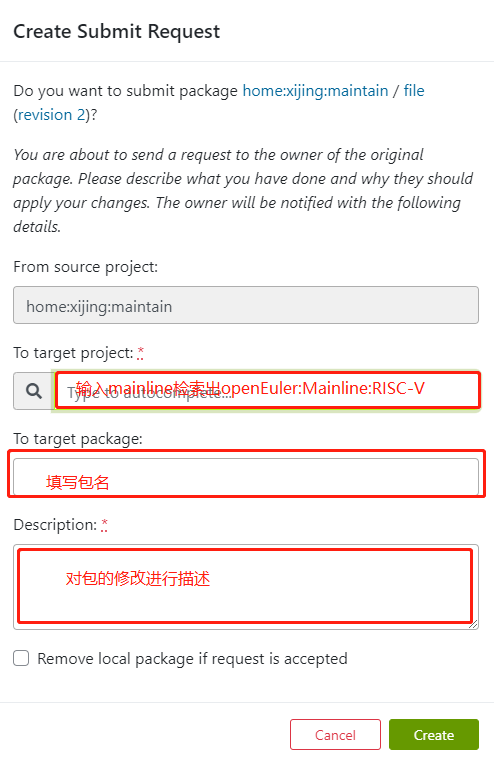 Create Submit Request
Do you want to submit package home:xijing:maintain / file
(revision 2)?
You are about to send a request to the owner of the original
package. Please describe what you have done and why they should
apply your changes. The owner will be notified with the following
details.
From source project:
home:xijing:maintain
To target project: *
Type to autocomplete...
输入mainline检索出openEuler:Mainline:RISC-V
To target package:
填写包名
Description: *
对包的修改进行描述
Remove local package if request is accepted
Cancel
Create